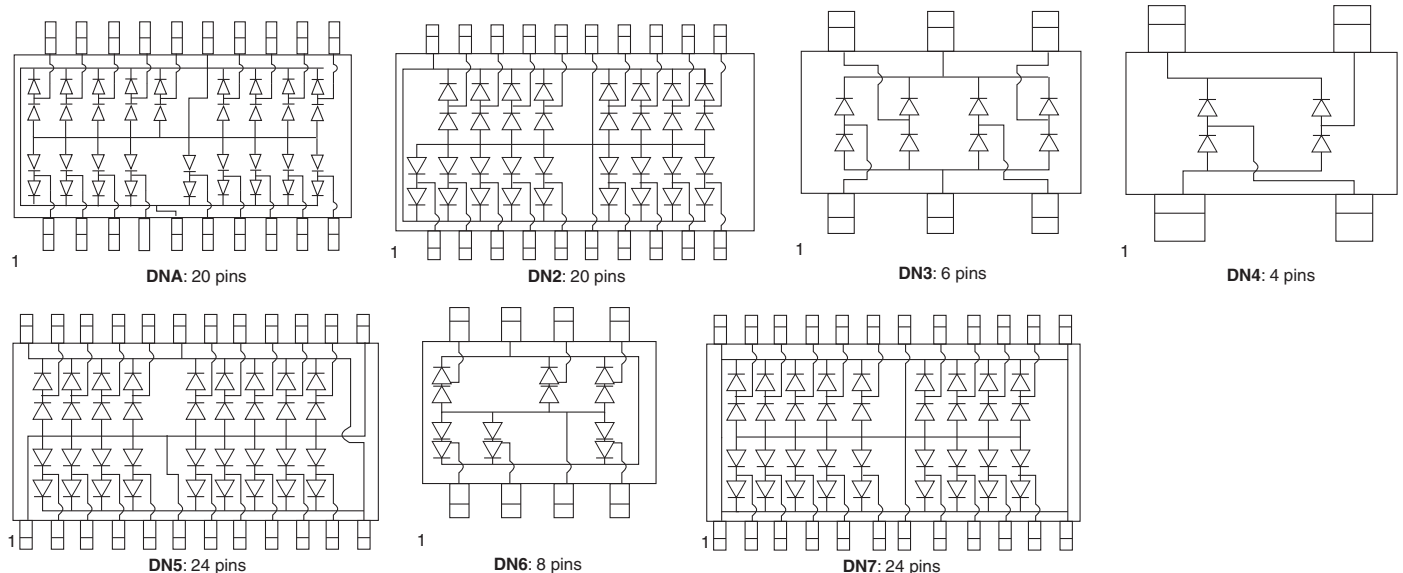 1
DNA: 20 pins
1
DN2: 20 pins
1
DN3: 6 pins
1
DN4: 4 pins
1
DN5: 24 pins
1
DN6: 8 pins
1
DN7: 24 pins